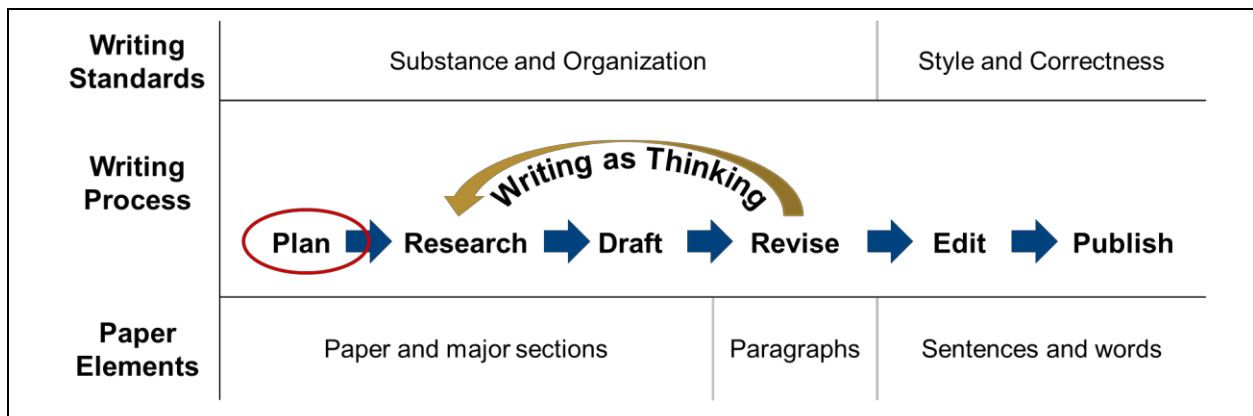 Writing
Standards
Substance and Organization
Style and Correctness
Writing
Process
Writing as Thinking
Plan
Research
Draft
Revise
Edit
Publish
Paper
Elements
Paper and major sections
Paragraphs
Sentences and words